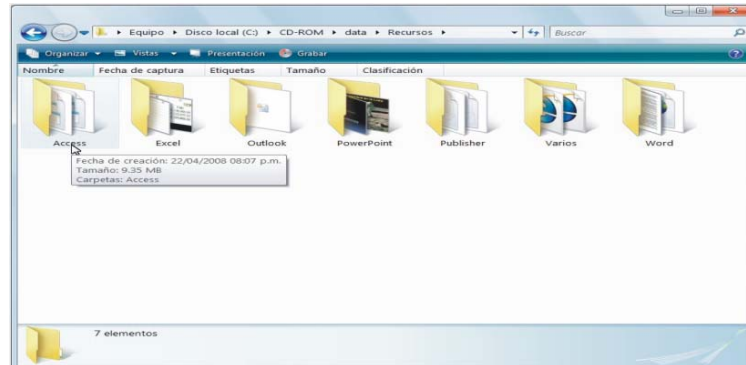 Equipo Disco local (C:) CD-ROM data Recursos Buscar
Organizar Vistas Presentación Grabar
Nombre Fecha de captura Etiquetas Tamaño Clasificación
Access Excel Outlook PowerPoint Publisher Varios Word
Fecha de creación: 22/04/2008 08:07 p.m.
Tamaño: 9.35 MB
Carpetas: Access
7 elementos